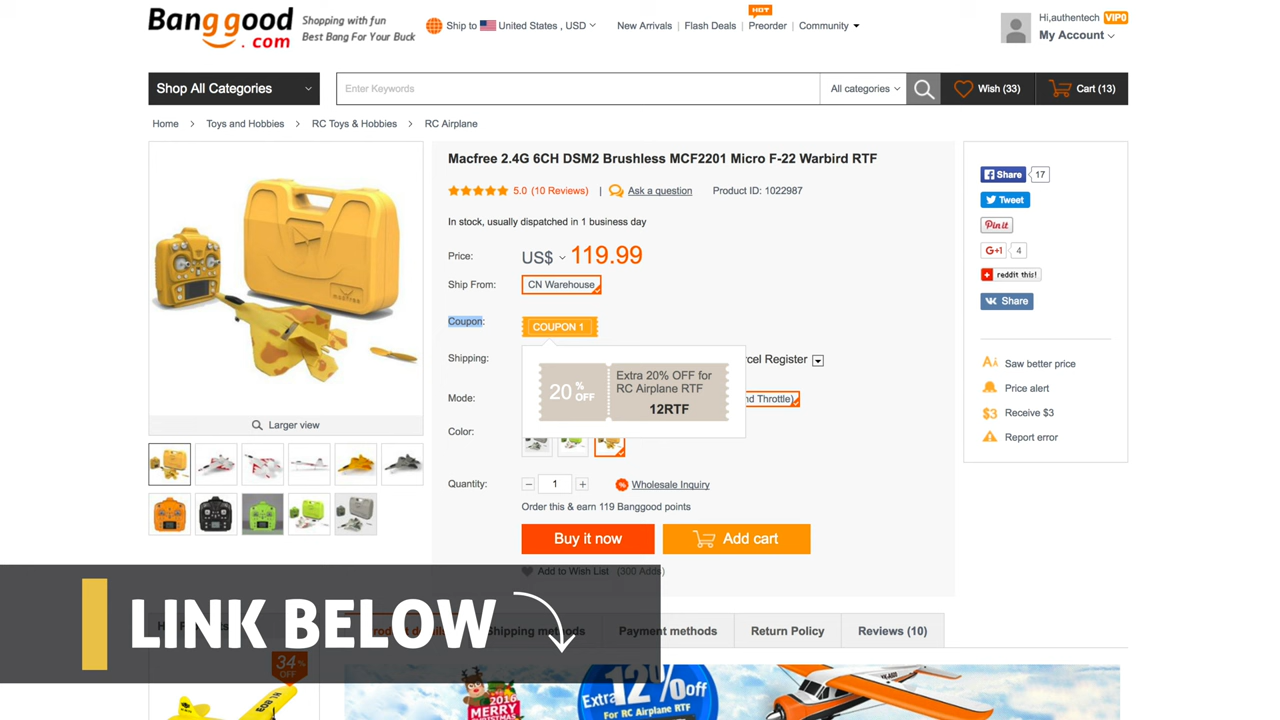 Banggood
.com
Shopping with fun
Best Bang For Your Buck
Ship to United States , USD
New Arrivals | Flash Deals | Preorder | Community
HOT
Hi,authentech VIP0
My Account
Shop All Categories
Enter Keywords
All categories
Wish (33)
Cart (13)
Home > Toys and Hobbies > RC Toys & Hobbies > RC Airplane
Macfree 2.4G 6CH DSM2 Brushless MCF2201 Micro F-22 Warbird RTF
5.0 (10 Reviews) | Ask a question Product ID: 1022987
In stock, usually dispatched in 1 business day
Price: US$ 119.99
Ship From: CN Warehouse
Coupon: COUPON 1
20 % OFF
Extra 20% OFF for
RC Airplane RTF
12RTF
Shipping: rcel Register
Mode: nd Throttle)
Color:
Quantity: − 1 + Wholesale Inquiry
Order this & earn 119 Banggood points
Buy it now
Add cart
Add to Wish List (300 Adds)
Larger view
Share 17
Tweet
Pin it
G+1 4
reddit this!
Share
Saw better price
Price alert
$3 Receive $3
Report error
LINK BELOW
Shipping methods
Payment methods
Return Policy
Reviews (10)
34% OFF
2016
MERRY
CHRISTMAS
Extra 12% off
For RC Airplane RTF